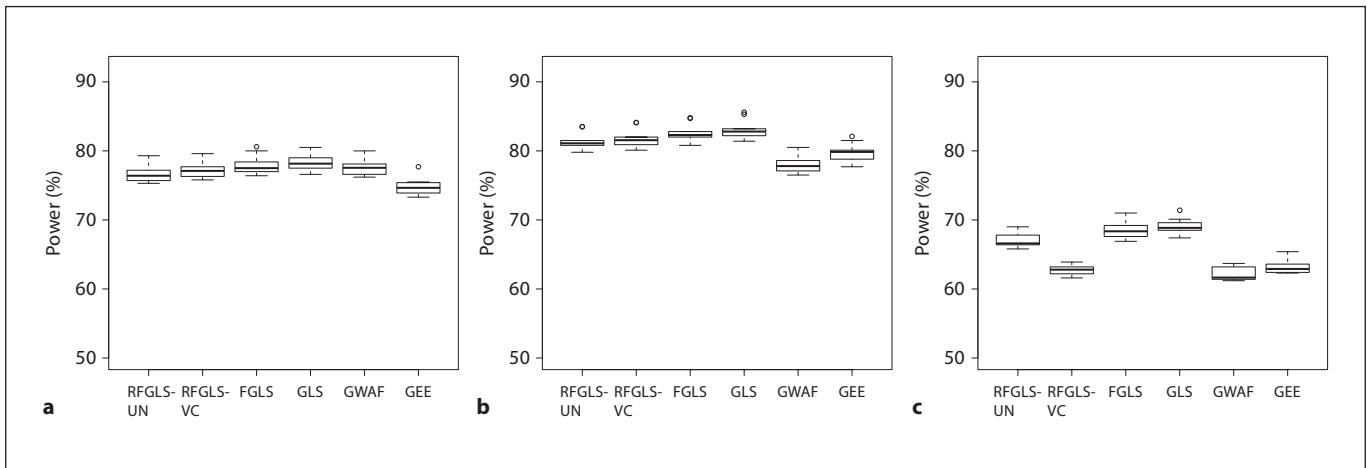 90
80
70
60
50
Power (%)
RFGLS-
UN
RFGLS-
VC
FGLS
GLS
GWAF
GEE
a
90
80
70
60
50
Power (%)
RFGLS-
UN
RFGLS-
VC
FGLS
GLS
GWAF
GEE
b
90
80
70
60
50
Power (%)
RFGLS-
UN
RFGLS-
VC
FGLS
GLS
GWAF
GEE
c